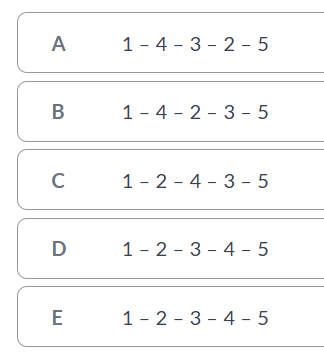 A 1 – 4 – 3 – 2 – 5
B 1 – 4 – 2 – 3 – 5
C 1 – 2 – 4 – 3 – 5
D 1 – 2 – 3 – 4 – 5
E 1 – 2 – 3 – 4 – 5